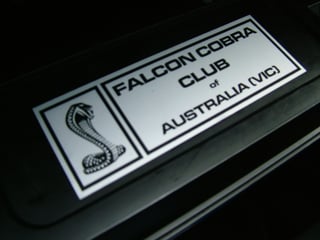 FALCON COBRA
CLUB
of
AUSTRALIA (VIC)